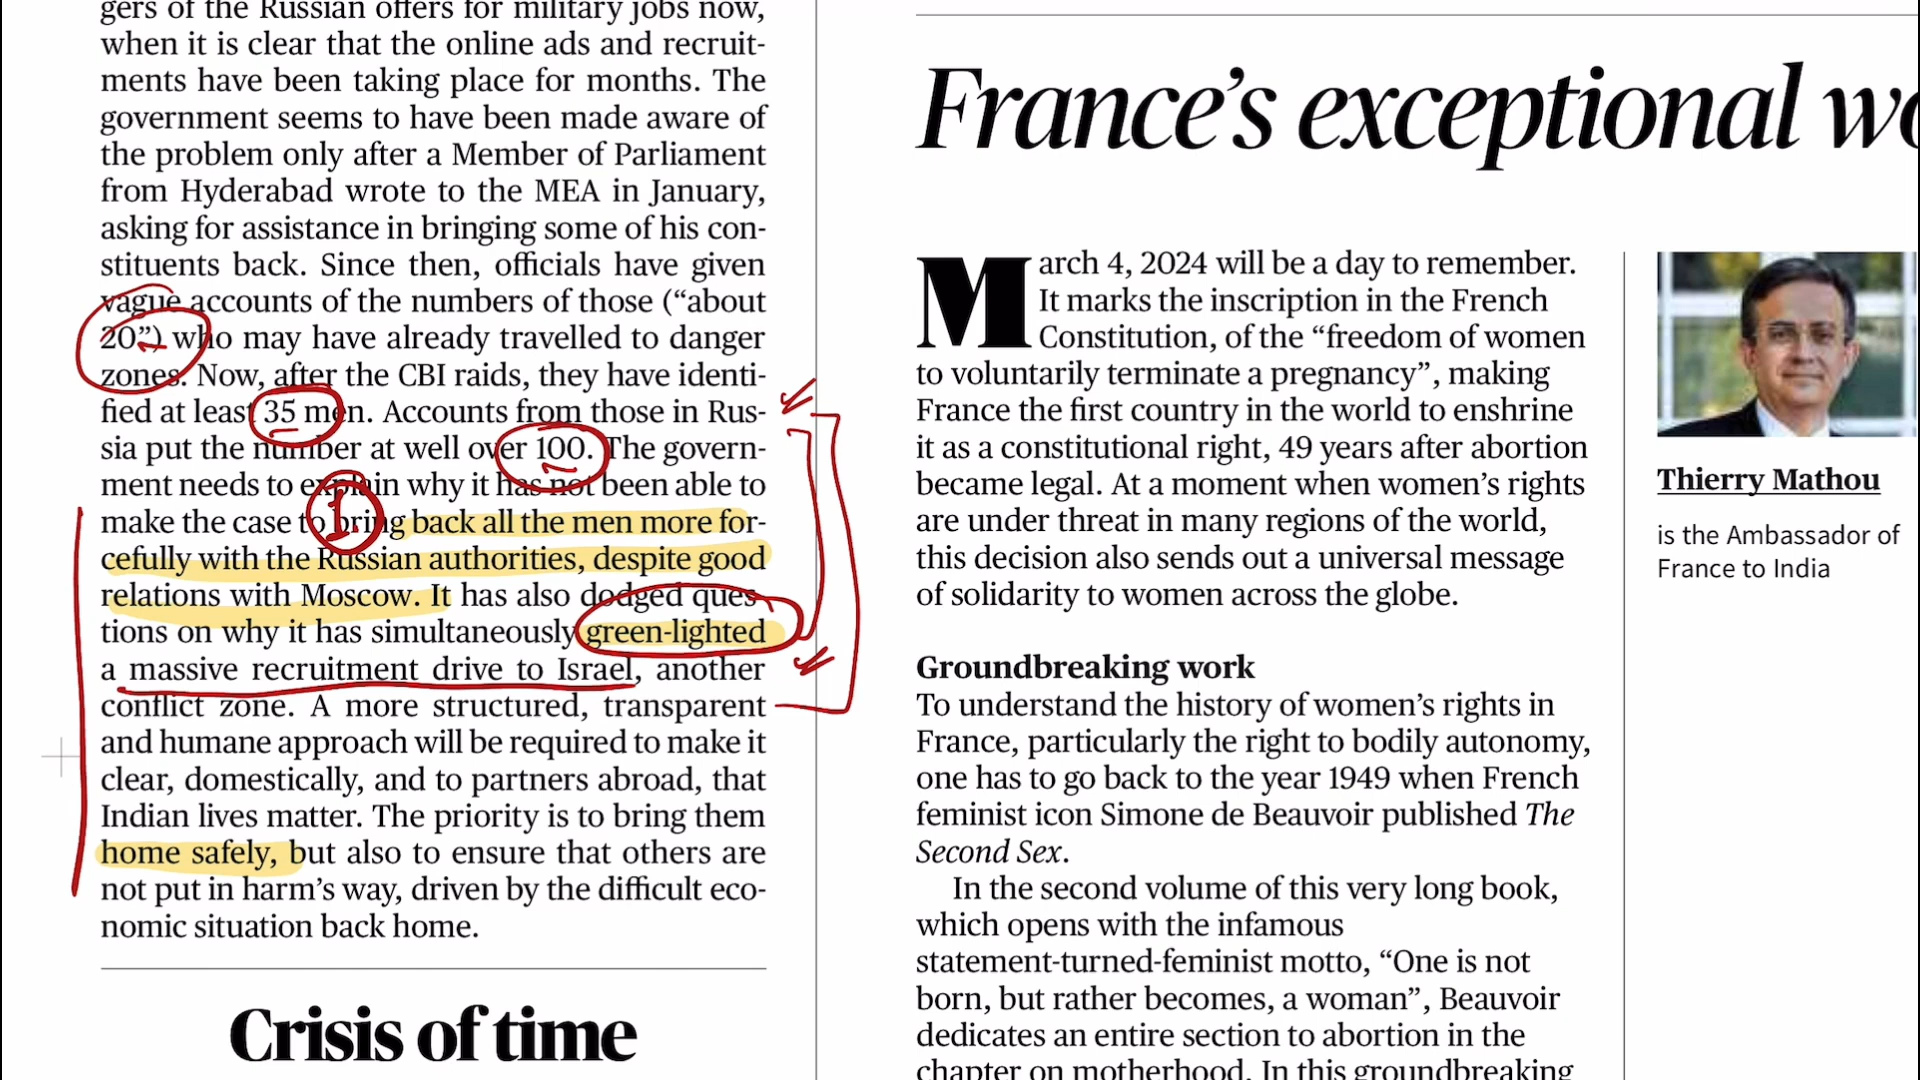 gers of the Russian offers for military jobs now,
when it is clear that the online ads and recruit-
ments have been taking place for months. The
government seems to have been made aware of
the problem only after a Member of Parliament
from Hyderabad wrote to the MEA in January,
asking for assistance in bringing some of his con-
stituents back. Since then, officials have given
vague accounts of the numbers of those (“about
20”) who may have already travelled to danger
zones. Now, after the CBI raids, they have identi-
fied at least 35 men. Accounts from those in Rus-
sia put the number at well over 100. The govern-
ment needs to explain why it has not been able to
make the case to bring back all the men more for-
cefully with the Russian authorities, despite good
relations with Moscow. It has also dodged ques-
tions on why it has simultaneously green-lighted
a massive recruitment drive to Israel, another
conflict zone. A more structured, transparent
and humane approach will be required to make it
clear, domestically, and to partners abroad, that
Indian lives matter. The priority is to bring them
home safely, but also to ensure that others are
not put in harm’s way, driven by the difficult eco-
nomic situation back home.
1.
Crisis of time
France’s exceptional
March 4, 2024 will be a day to remember.
It marks the inscription in the French
Constitution, of the “freedom of women
to voluntarily terminate a pregnancy”, making
France the first country in the world to enshrine
it as a constitutional right, 49 years after abortion
became legal. At a moment when women’s rights
are under threat in many regions of the world,
this decision also sends out a universal message
of solidarity to women across the globe.
Groundbreaking work
To understand the history of women’s rights in
France, particularly the right to bodily autonomy,
one has to go back to the year 1949 when French
feminist icon Simone de Beauvoir published The
Second Sex.
In the second volume of this very long book,
which opens with the infamous
statement-turned-feminist motto, “One is not
born, but rather becomes, a woman”, Beauvoir
dedicates an entire section to abortion in the
chapter on motherhood. In this groundbreaking
Thierry Mathou
is the Ambassador of
France to India